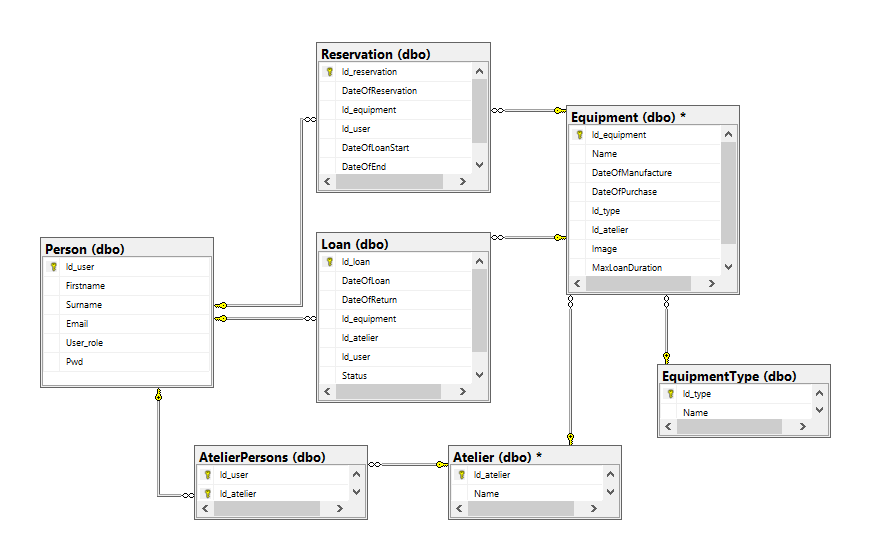 Reservation (dbo)
Id_reservation
DateOfReservation
Id_equipment
Id_user
DateOfLoanStart
DateOfEnd
Equipment (dbo) *
Id_equipment
Name
DateOfManufacture
DateOfPurchase
Id_type
Id_atelier
Image
MaxLoanDuration
Person (dbo)
Id_user
Firstname
Surname
Email
User_role
Pwd
Loan (dbo)
Id_loan
DateOfLoan
DateOfReturn
Id_equipment
Id_atelier
Id_user
Status
EquipmentType (dbo)
Id_type
Name
AtelierPersons (dbo)
Id_user
Id_atelier
Atelier (dbo) *
Id_atelier
Name